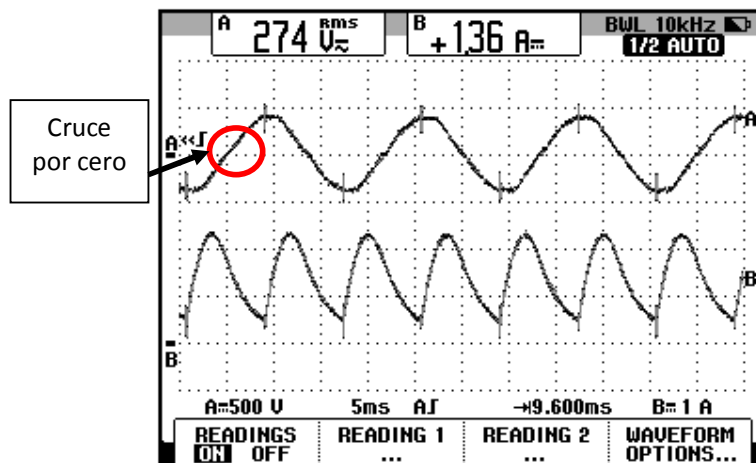 A 274 RMS V≂
B +1,36 A⎓
BWL 10kHz
1/2 AUTO
Cruce
por cero
A
A
B
B
A⎓500 V 5ms A 9.600ms B⎓1 A
READINGS
ON OFF
READING 1
...
READING 2
...
WAVEFORM
OPTIONS...